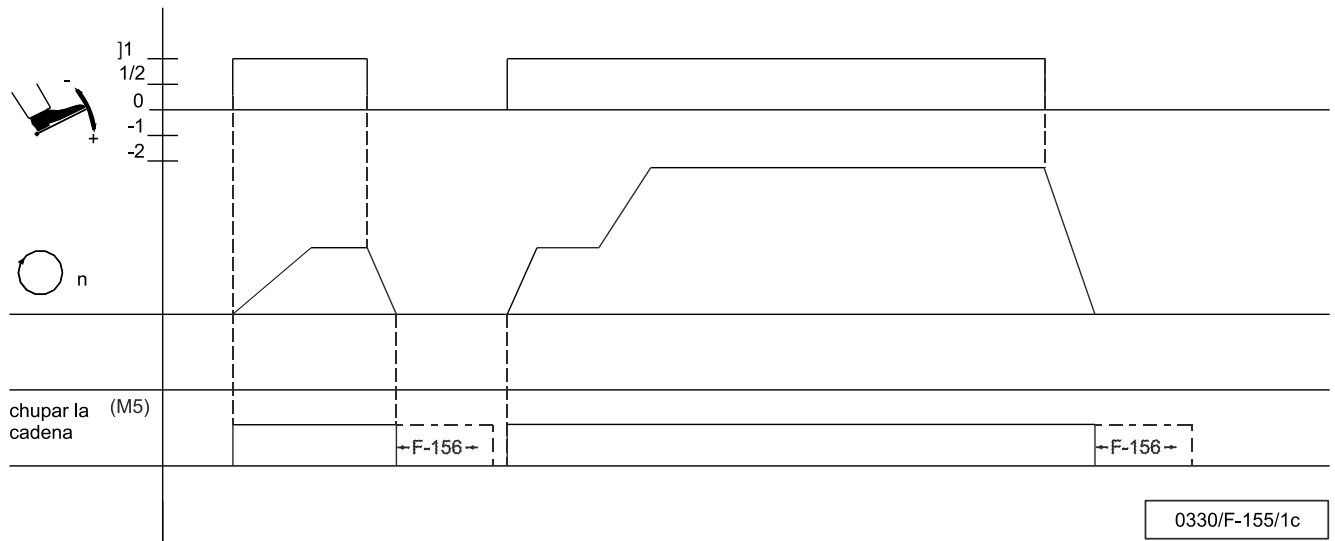 ]1
1/2
0
-1
-2
-
+
n
chupar la (M5)
cadena
F-156
F-156
0330/F-155/1c